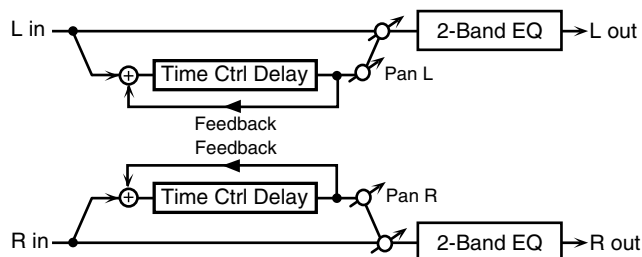 L in
2-Band EQ
L out
Time Ctrl Delay
Pan L
Feedback
Feedback
Time Ctrl Delay
Pan R
R in
2-Band EQ
R out